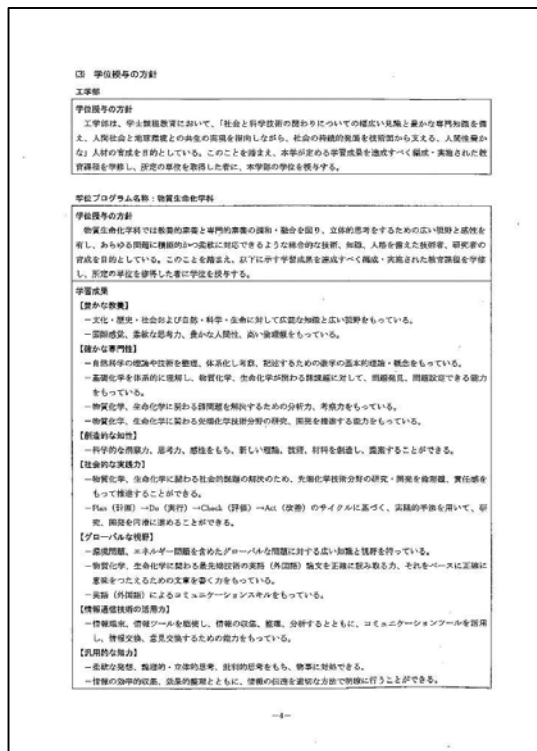 (3) 学位授与の方針
工学部
学位授与の方針
工学部は、学士課程教育において、「社会と科学技術の関わりについての幅広い見識と豊かな専門知識を備
え、人間社会と地球環境との共生の実現を指向しながら、社会の持続的発展を技術面から支える、人間性豊か
な」人材の育成を目的としている。このことを踏まえ、本学が定める学習成果を達成すべく編成・実施された教
育課程を学修し、所定の単位を取得した者に、本学部の学位を授与する。
学位プログラム名称：物質生命化学科
学位授与の方針
物質生命化学科では教養的素養と専門的素養の調和・融合を図り、立体的思考をするための広い視野と感性を
有し、あらゆる問題に積極的かつ柔軟に対応できるような総合的な技術、知識、人格を備えた技術者、研究者の
育成を目的としている。このことを踏まえ、以下に示す学習成果を達成すべく編成・実施された教育課程を学修
し、所定の単位を修得した者に学位を授与する。
学習成果
【豊かな教養】
－文化・歴史・社会および自然・科学・生命に対して広範な知識と広い視野をもっている。
－国際感覚、柔軟な思考力、豊かな人間性、高い倫理観をもっている。
【確かな専門性】
－自然科学の理論や技術を整理、体系化し考察、記述するための数学の基本的理論・概念をもっている。
－基礎化学を体系的に理解し、物質化学、生命化学が関わる諸課題に対して、問題発見、問題設定できる能力
をもっている。
－物質化学、生命化学に関わる諸問題を解決するための分析力、考察力をもっている。
－物質化学、生命化学に関わる先端化学技術分野の研究、開発を推進する能力をもっている。
【創造的な知性】
－科学的な洞察力、思考力、感性をもち、新しい理論、技術、材料を創造し、提案することができる。
【社会的な実践力】
－物質化学、生命化学に関わる社会的課題の解決のため、先端化学技術分野の研究・開発を倫理観、責任感を
もって推進することができる。
－Plan（計画）→Do（実行）→Check（評価）→Act（改善）のサイクルに基づく、実践的手法を用いて、研
究、開発を円滑に進めることができる。
【グローバルな視野】
－環境問題、エネルギー問題を含めたグローバルな問題に対する広い知識と視野を持っている。
－物質化学、生命化学に関わる最先端技術の英語（外国語）論文を正確に読み取る力、それをベースに正確に
意味をつたえるための文章を書く力をもっている。
－英語（外国語）によるコミュニケーションスキルをもっている。
【情報通信技術の活用力】
－情報端末、情報ツールを駆使し、情報の収集、整理、分析するとともに、コミュニケーションツールを活用
し、情報交換、意見交換するための能力をもっている。
【汎用的な知力】
－柔軟な発想、論理的・立体的思考、批判的思考をもち、物事に対処できる。
－情報の効率的収集、効果的整理とともに、情報の伝達を適切な方法で明瞭に行うことができる。
―4―